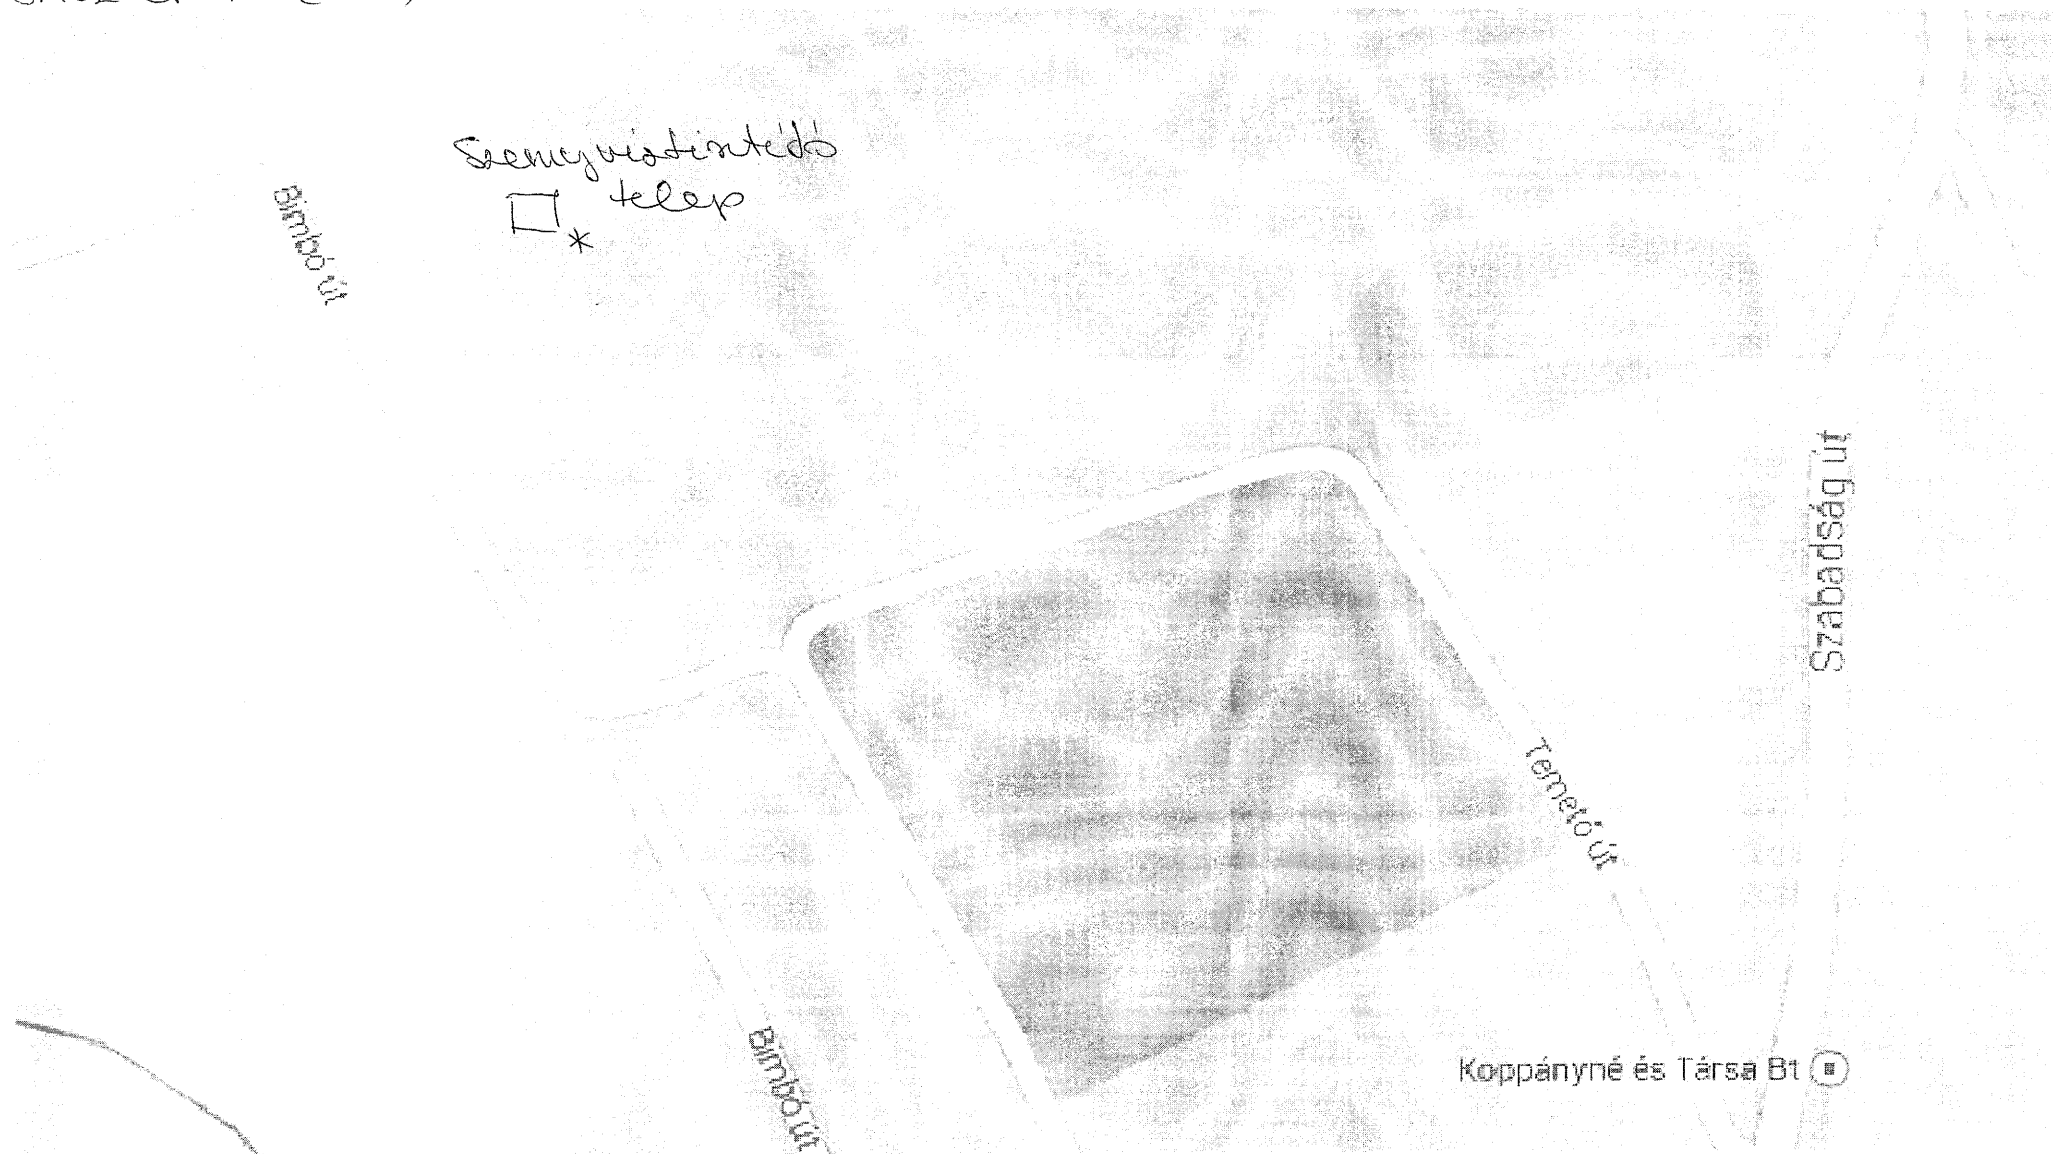 Szennyvíztisztító
telep
*
Bimbó út
Szabadság út
Temető út
Bimbó út
Koppányné és Társa Bt